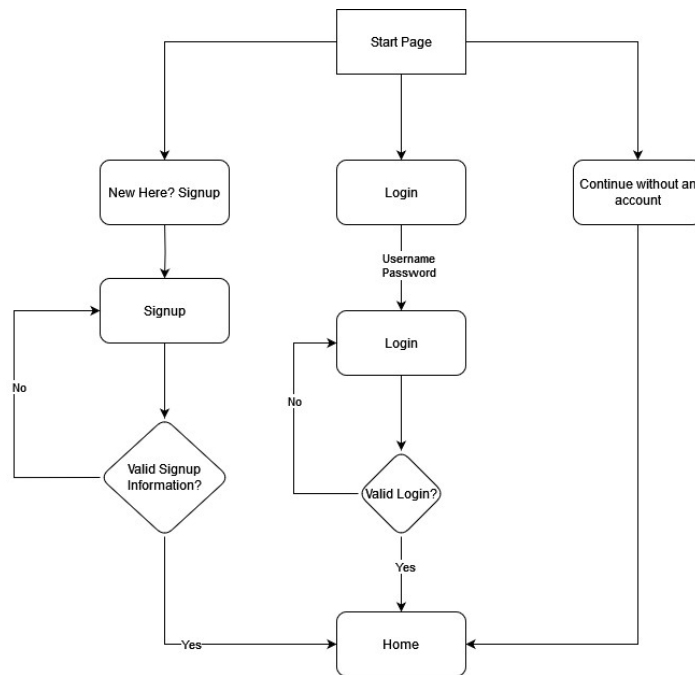 Start Page
New Here? Signup
Login
Continue without an
account
Username
Password
Signup
Login
No
No
Valid Signup
Information?
Valid Login?
Yes
Yes
Home